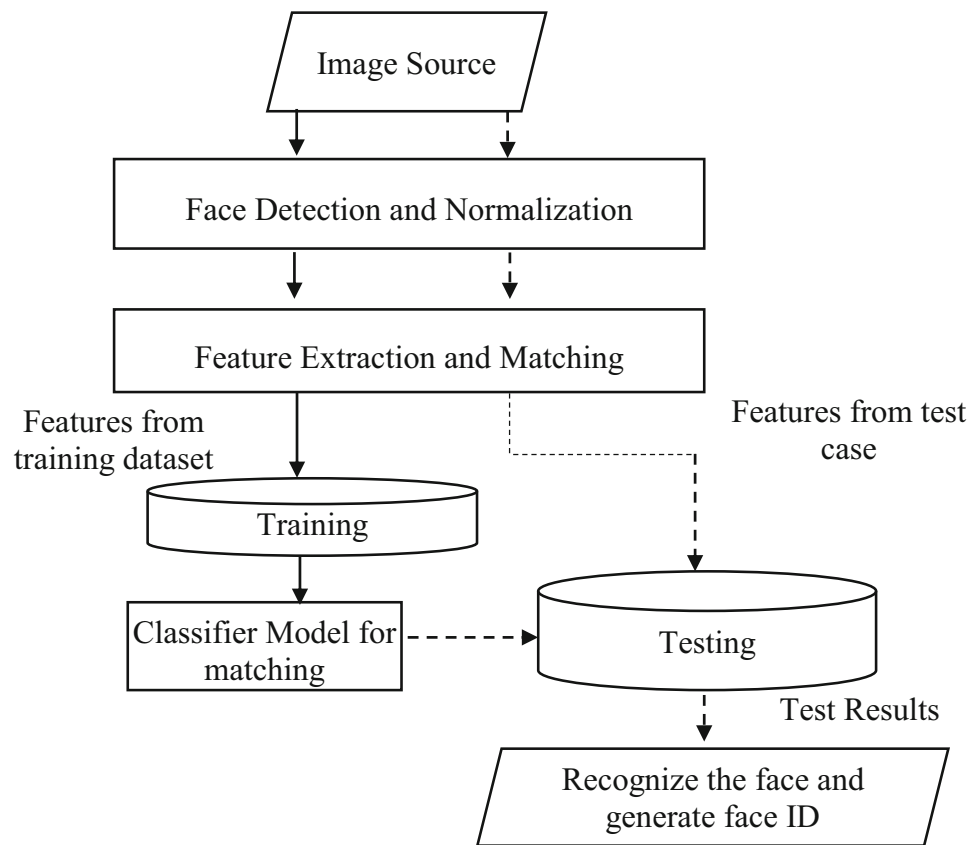 Image Source
Face Detection and Normalization
Feature Extraction and Matching
Features from
training dataset
Features from test
case
Training
Classifier Model for
matching
Testing
Test Results
Recognize the face and
generate face ID